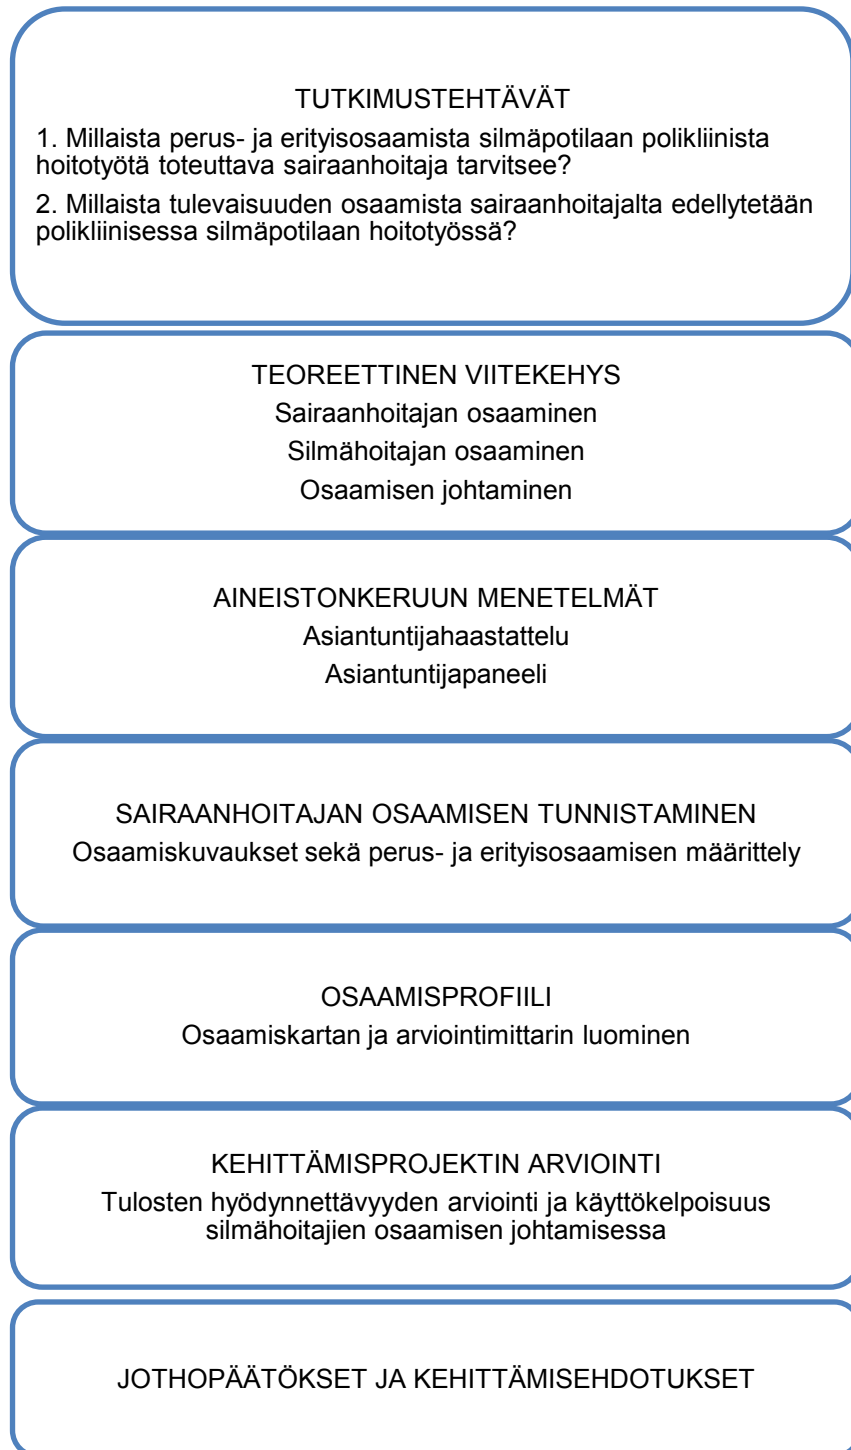 TUTKIMUSTEHTÄVÄT
1. Millaista perus- ja erityisosaamista silmäpotilaan polikliinista
hoitotyötä toteuttava sairaanhoitaja tarvitsee?
2. Millaista tulevaisuuden osaamista sairaanhoitajalta edellytetään
polikliinisessa silmäpotilaan hoitotyössä?
TEOREETTINEN VIITEKEHYS
Sairaanhoitajan osaaminen
Silmähoitajan osaaminen
Osaamisen johtaminen
AINEISTONKERUUN MENETELMÄT
Asiantuntijahaastattelu
Asiantuntijapaneeli
SAIRAANHOITAJAN OSAAMISEN TUNNISTAMINEN
Osaamiskuvaukset sekä perus- ja erityisosaamisen määrittely
OSAAMISPROFIILI
Osaamiskartan ja arviointimittarin luominen
KEHITTÄMISPROJEKTIN ARVIOINTI
Tulosten hyödynnettävyyden arviointi ja käyttökelpoisuus
silmähoitajien osaamisen johtamisessa
JOTHOPÄÄTÖKSET JA KEHITTÄMISEHDOTUKSET